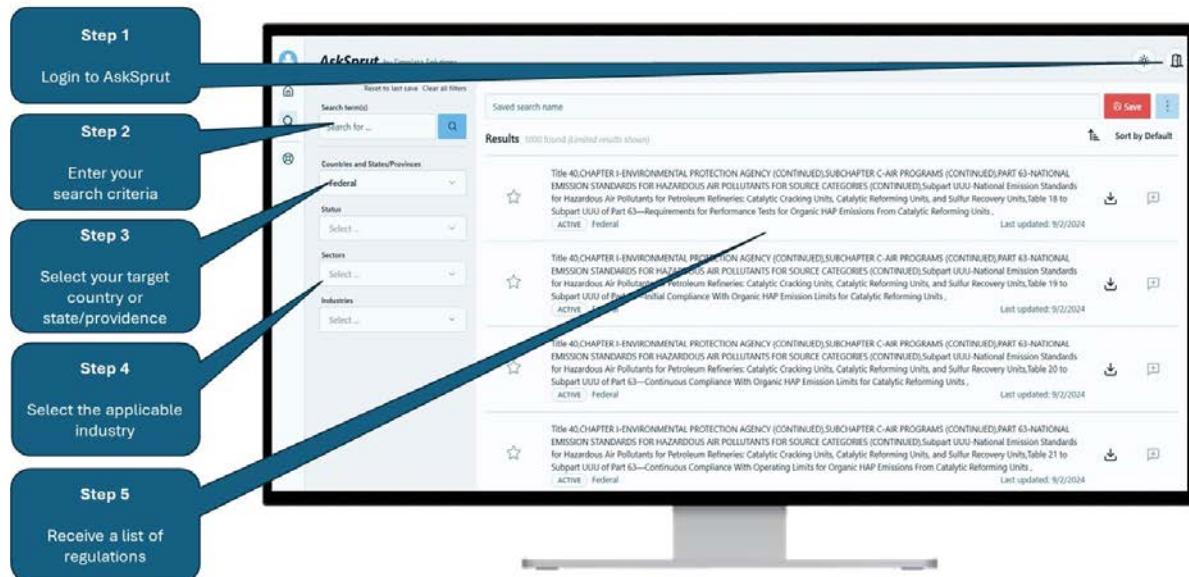 Step 1
Login to AskSprut
Step 2
Enter your
search criteria
Step 3
Select your target
country or
state/providence
Step 4
Select the applicable
industry
Step 5
Receive a list of
regulations
AskSprut by
Reset to last save Clear all filters
Search term(s)
Search for ...
Countries and States/Provinces
Federal
Status
Select ...
Sectors
Select ...
Industries
Select ...
Saved search name
Save
Results 1000 found (Limited results shown)
Sort by Default
Title 40,CHAPTER I-ENVIRONMENTAL PROTECTION AGENCY (CONTINUED),SUBCHAPTER C-AIR PROGRAMS (CONTINUED),PART 63-NATIONAL
EMISSION STANDARDS FOR HAZARDOUS AIR POLLUTANTS FOR SOURCE CATEGORIES (CONTINUED),Subpart UUU-National Emission Standards
for Hazardous Air Pollutants for Petroleum Refineries: Catalytic Cracking Units, Catalytic Reforming Units, and Sulfur Recovery Units,Table 18 to
Subpart UUU of Part 63—Requirements for Performance Tests for Organic HAP Emissions From Catalytic Reforming Units ,
ACTIVE Federal
Last updated: 9/2/2024
Title 40,CHAPTER I-ENVIRONMENTAL PROTECTION AGENCY (CONTINUED),SUBCHAPTER C-AIR PROGRAMS (CONTINUED),PART 63-NATIONAL
EMISSION STANDARDS FOR HAZARDOUS AIR POLLUTANTS FOR SOURCE CATEGORIES (CONTINUED),Subpart UUU-National Emission Standards
for Hazardous Air Pollutants for Petroleum Refineries: Catalytic Cracking Units, Catalytic Reforming Units, and Sulfur Recovery Units,Table 19 to
Subpart UUU of Initial Compliance With Organic HAP Emission Limits for Catalytic Reforming Units ,
ACTIVE Federal
Last updated: 9/2/2024
Title 40,CHAPTER I-ENVIRONMENTAL PROTECTION AGENCY (CONTINUED),SUBCHAPTER C-AIR PROGRAMS (CONTINUED),PART 63-NATIONAL
EMISSION STANDARDS FOR HAZARDOUS AIR POLLUTANTS FOR SOURCE CATEGORIES (CONTINUED),Subpart UUU-National Emission Standards
for Hazardous Air Pollutants for Petroleum Refineries: Catalytic Cracking Units, Catalytic Reforming Units, and Sulfur Recovery Units,Table 20 to
Subpart UUU of Part 63—Continuous Compliance With Organic HAP Emission Limits for Catalytic Reforming Units ,
ACTIVE Federal
Last updated: 9/2/2024
Title 40,CHAPTER I-ENVIRONMENTAL PROTECTION AGENCY (CONTINUED),SUBCHAPTER C-AIR PROGRAMS (CONTINUED),PART 63-NATIONAL
EMISSION STANDARDS FOR HAZARDOUS AIR POLLUTANTS FOR SOURCE CATEGORIES (CONTINUED),Subpart UUU-National Emission Standards
for Hazardous Air Pollutants for Petroleum Refineries: Catalytic Cracking Units, Catalytic Reforming Units, and Sulfur Recovery Units,Table 21 to
Subpart UUU of Part 63—Continuous Compliance With Operating Limits for Organic HAP Emissions From Catalytic Reforming Units ,
ACTIVE Federal
Last updated: 9/2/2024